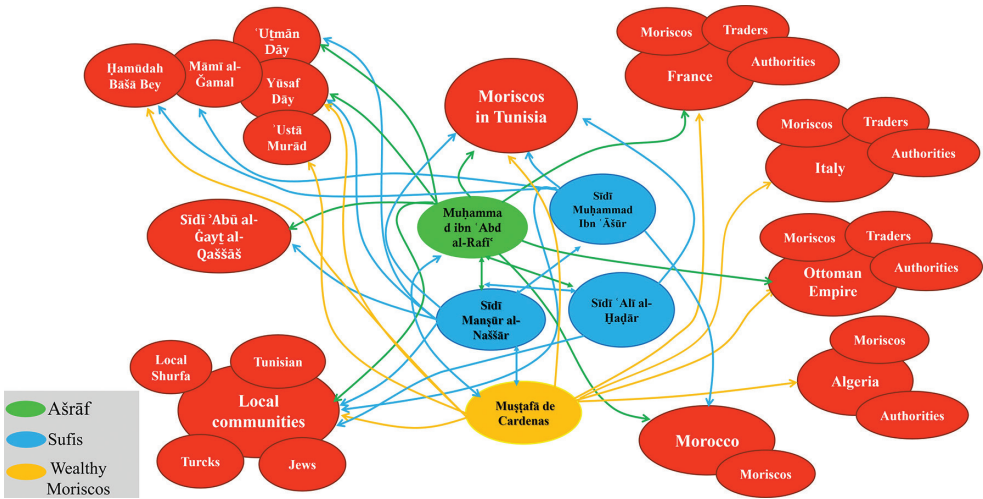 ʿUṯmān
Dāy
Ḥamūdah
Bāšā Bey
Māmī al-
Ǧamal
Yūsaf
Dāy
ʾUstā
Murād
Moriscos
in Tunisia
Moriscos
Traders
Authorities
France
Moriscos
Traders
Authorities
Italy
Sīdī ʾAbū al-
Ġayṯ al-
Qaššāš
Muḥamma
d ibn ʿAbd
al-Rafīʿ
Sīdī
Muḥammad
Ibn ʿĀšūr
Moriscos
Traders
Authorities
Ottoman
Empire
Sīdī
Manṣūr al-
Naššār
Sīdī ʿAlī al-
Ḥaḍār
Local
Shurfa
Tunisian
Local
communities
Turcks
Jews
Muṣṭafā de
Cardenas
Moriscos
Algeria
Authorities
Morocco
Moriscos
Ašrāf
Sufis
Wealthy
Moriscos